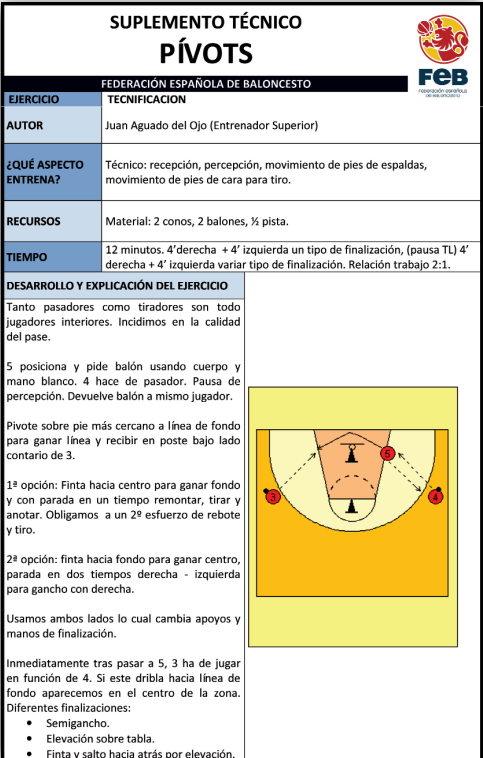 SUPLEMENTO TÉCNICO
PÍVOTS
FEB
federación española
de baloncesto
FEDERACIÓN ESPAÑOLA DE BALONCESTO
EJERCICIO TECNIFICACION
AUTOR Juan Aguado del Ojo (Entrenador Superior)
¿QUÉ ASPECTO
ENTRENA?
Técnico: recepción, percepción, movimiento de pies de espaldas,
movimiento de pies de cara para tiro.
RECURSOS Material: 2 conos, 2 balones, ½ pista.
TIEMPO
12 minutos. 4’derecha + 4’ izquierda un tipo de finalización, (pausa TL) 4’
derecha + 4’ izquierda variar tipo de finalización. Relación trabajo 2:1.
DESARROLLO Y EXPLICACIÓN DEL EJERCICIO
Tanto pasadores como tiradores son todo
jugadores interiores. Incidimos en la calidad
del pase.
5 posiciona y pide balón usando cuerpo y
mano blanco. 4 hace de pasador. Pausa de
percepción. Devuelve balón a mismo jugador.
Pivote sobre pie más cercano a línea de fondo
para ganar línea y recibir en poste bajo lado
contario de 3.
1ª opción: Finta hacia centro para ganar fondo
y con parada en un tiempo remontar, tirar y
anotar. Obligamos a un 2º esfuerzo de rebote
y tiro.
2ª opción: finta hacia fondo para ganar centro,
parada en dos tiempos derecha - izquierda
para gancho con derecha.
Usamos ambos lados lo cual cambia apoyos y
manos de finalización.
Inmediatamente tras pasar a 5, 3 ha de jugar
en función de 4. Si este dribla hacia línea de
fondo aparecemos en el centro de la zona.
Diferentes finalizaciones:
• Semigancho.
• Elevación sobre tabla.
• Finta y salto hacia atrás por elevación.
5
3
4